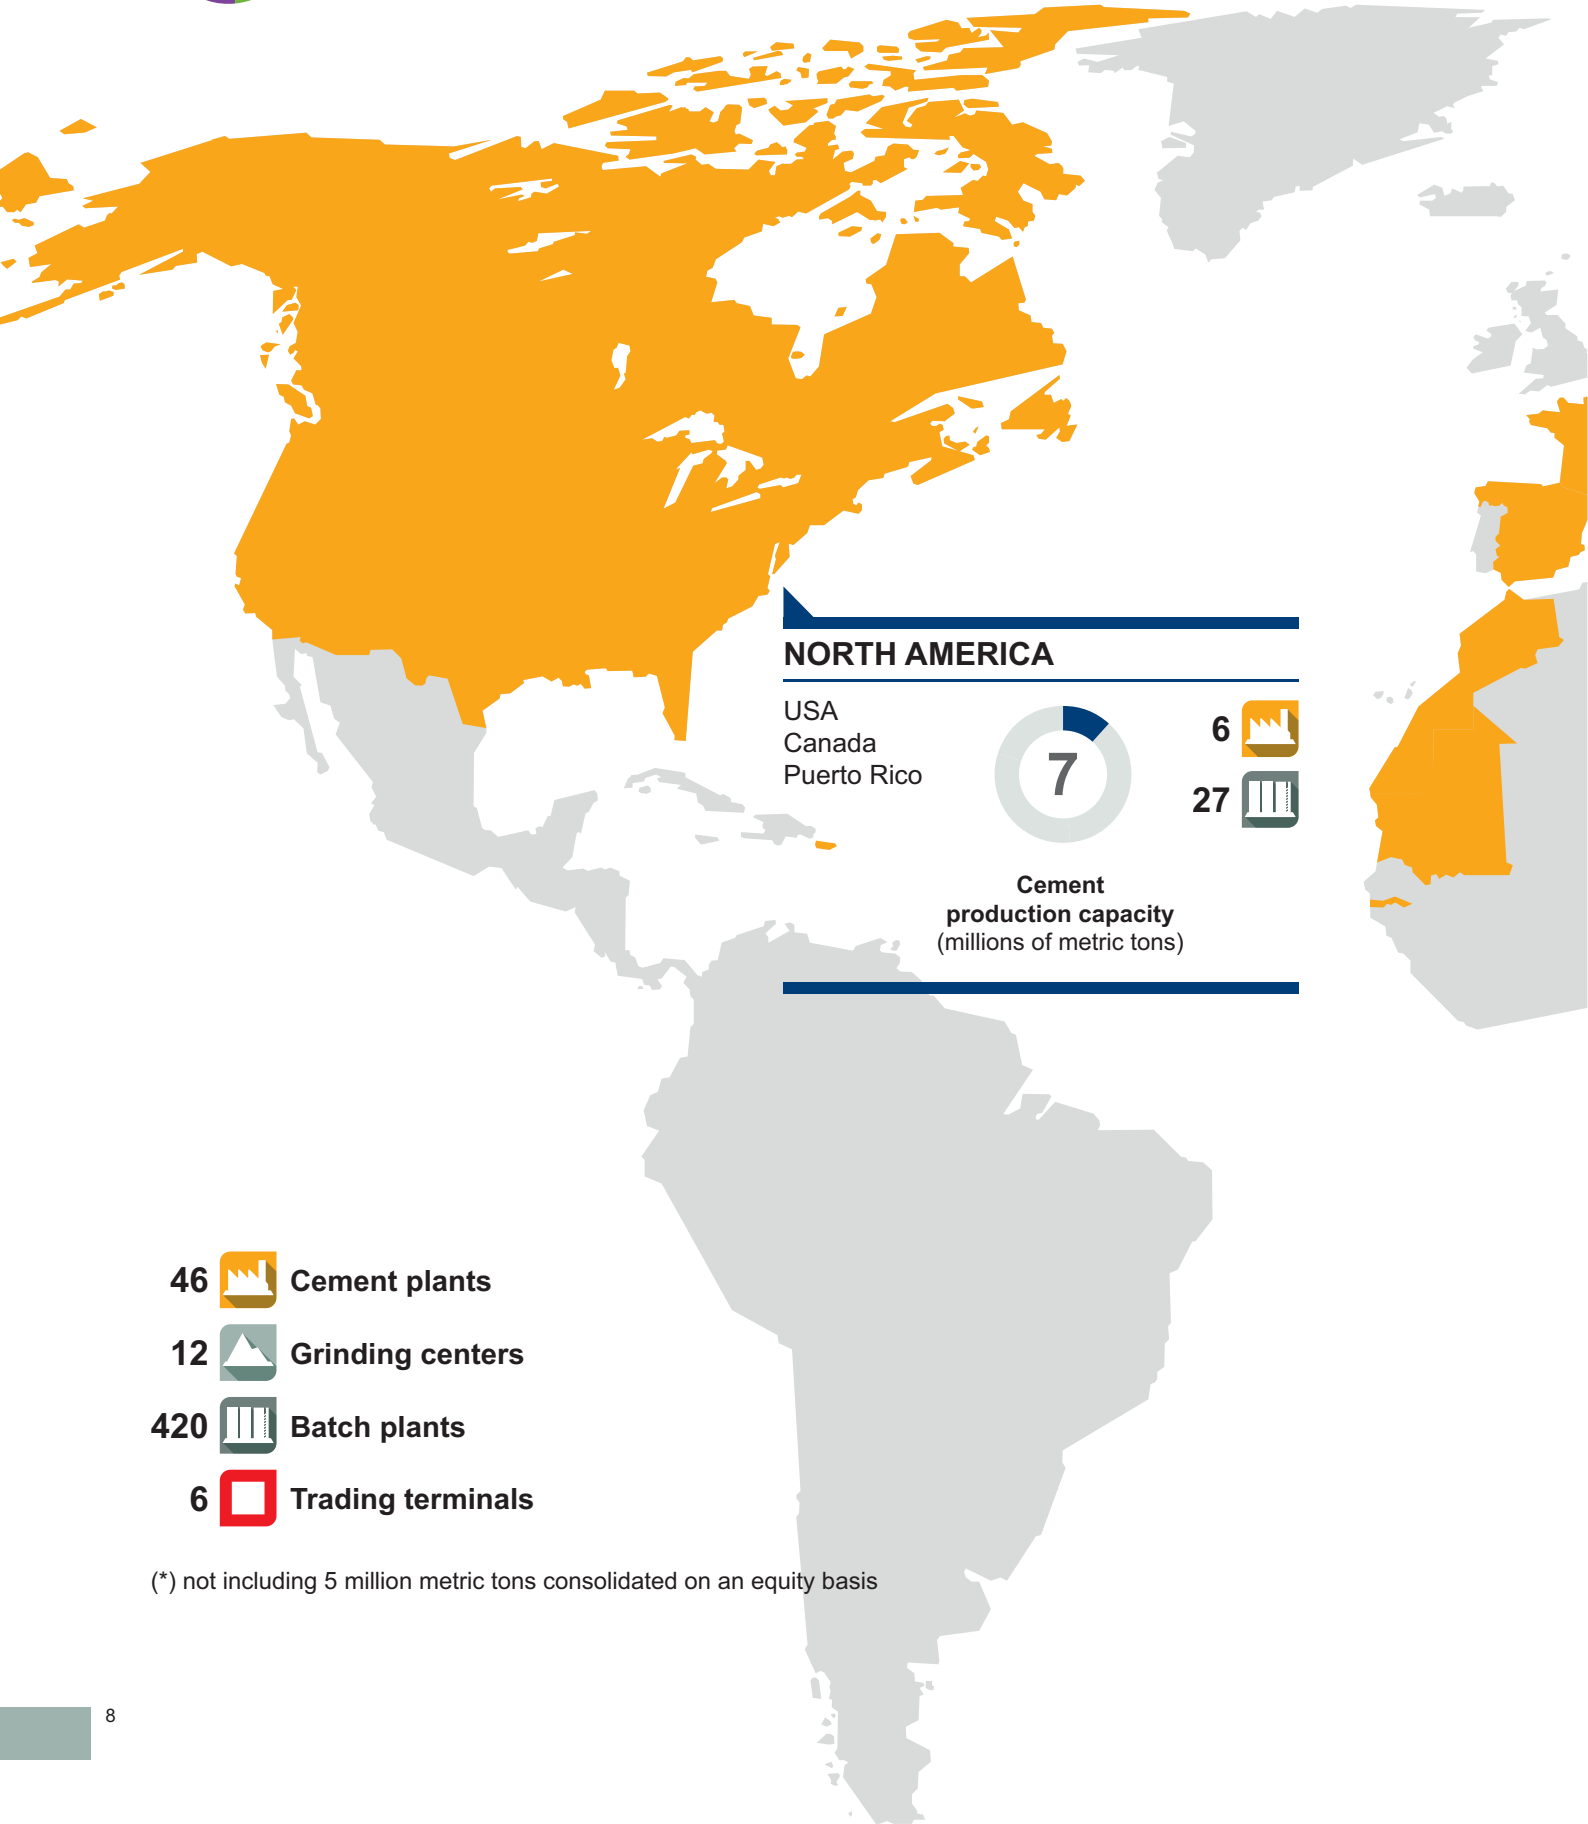 NORTH AMERICA
USA
Canada
Puerto Rico
7
6
27
Cement
production capacity
(millions of metric tons)
46 Cement plants
12 Grinding centers
420 Batch plants
6 Trading terminals
(*) not including 5 million metric tons consolidated on an equity basis
8